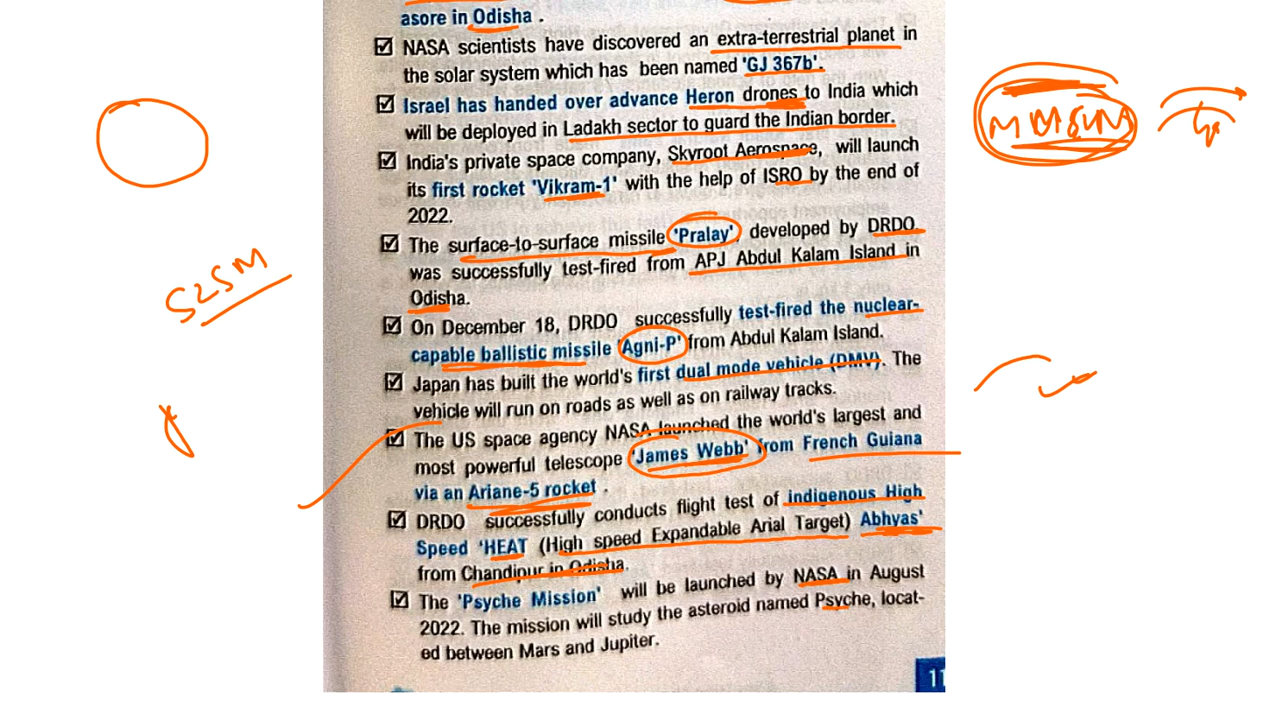 asore in Odisha .
☑ NASA scientists have discovered an extra-terrestrial planet in
the solar system which has been named 'GJ 367b'.
☑ Israel has handed over advance Heron drones to India which
will be deployed in Ladakh sector to guard the Indian border.
☑ India's private space company, Skyroot Aerospace, will launch
its first rocket 'Vikram-1' with the help of ISRO by the end of
2022.
☑ The surface-to-surface missile 'Pralay' developed by DRDO
was successfully test-fired from APJ Abdul Kalam Island in
Odisha.
☑ On December 18, DRDO successfully test-fired the nuclear-
capable ballistic missile 'Agni-P' from Abdul Kalam Island.
☑ Japan has built the world's first dual mode vehicle (DMV). The
vehicle will run on roads as well as on railway tracks.
☑ The US space agency NASA launched the world's largest and
most powerful telescope 'James Webb' from French Guiana
via an Ariane-5 rocket .
☑ DRDO successfully conducts flight test of indigenous High
Speed 'HEAT (High speed Expandable Arial Target) Abhyas'
from Chandipur in Odisha.
☑ The 'Psyche Mission' will be launched by NASA in August
2022. The mission will study the asteroid named Psyche, locat-
ed between Mars and Jupiter.
11
S2SM